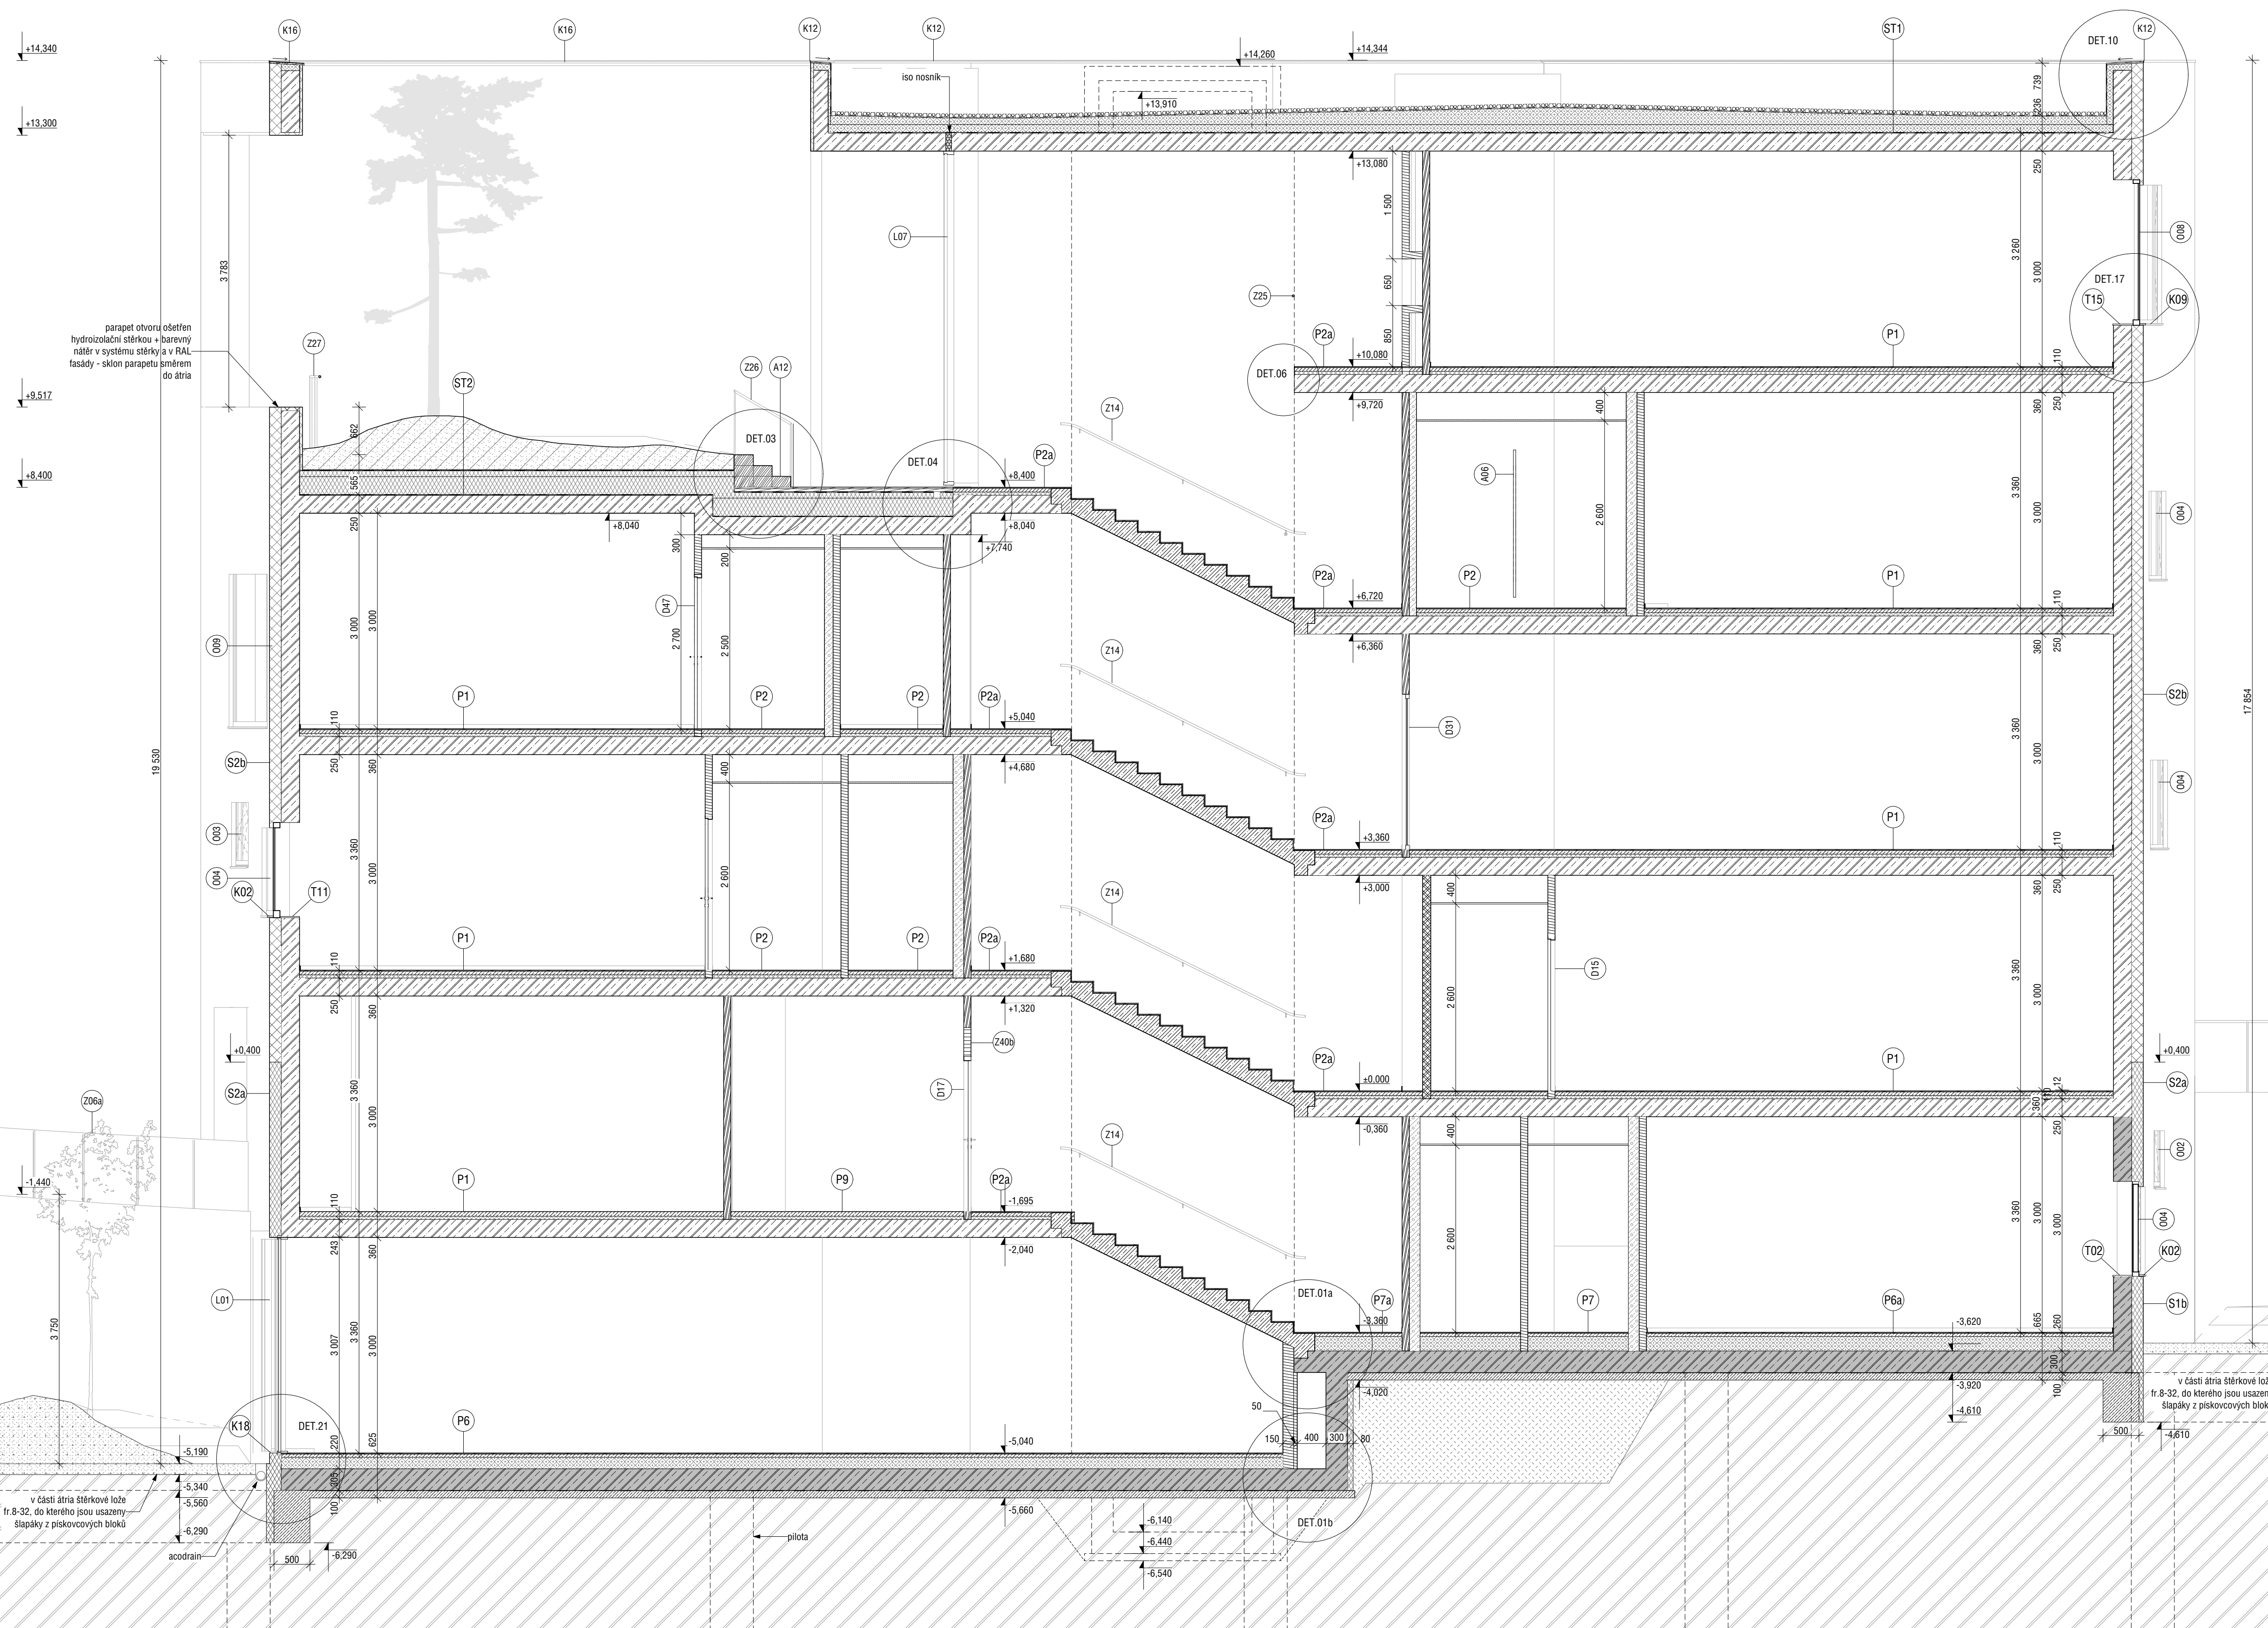 K16
K16
K12
K12
ST1
DET.10
K12
+14,340
+14,260
+14,344
iso nosník
+13,910
739
236
+13,300
+13,080
250
3 783
L07
1 500
3 260
3 000
008
Z25
650
DET.17
T15
K09
parapet otvoru ošetřen
hydroizolační stěrkou + barevný
nátěr v systému stěrky a v RAL
fasády - sklon parapetu směrem
do átria
Z27
850
P2a
P1
+10,080
110
ST2
Z26
A12
DET.06
+9,517
+9,720
400
360
250
Z14
662
DET.03
DET.04
P2a
+8,400
565
+8,400
A06
2 600
3 360
3 000
004
250
+8,040
+8,040
300
+7,740
200
D47
P2a
P2
P1
+6,720
110
3 000
3 000
2 700
2 500
009
+6,360
360
250
Z14
P1
P2
P2
P2a
S2b
17 854
+5,040
110
D31
3 360
3 000
S2b
19 530
250
360
400
+4,680
004
003
P2a
P1
+3,360
110
004
3 360
3 000
2 600
+3,000
400
360
250
K02
T11
Z14
P1
P2
P2
P2a
+1,680
110
D15
2 600
3 360
3 000
250
360
+1,320
Z40b
+0,400
P2a
P1
+0,400
±0,000
12
110
S2a
D17
S2a
Z06a
-0,360
400
360
250
3 360
3 000
Z14
002
-1,440
P1
P9
P2a
-1,695
110
2 600
3 360
3 000
3 000
004
243
360
-2,040
T02
K02
L01
DET.01a
P7a
P7
P6a
S1b
3 750
3 007
3 360
3 000
-3,360
-3,620
665
260
300
100
-3,920
-4,020
-4,610
v části átria štěrkové lož
fr.8-32, do kterého jsou usazen
šlapáky z pískovcových blok
K18
DET.21
P6
50
150
400
300
80
500
-4,610
-5,040
220
625
-5,190
305
100
-5,340
-5,560
-5,660
v části átria štěrkové lože
fr.8-32, do kterého jsou usazeny
šlapáky z pískovcových bloků
-6,290
acodrain
500
-6,290
pilota
-6,140
-6,440
-6,540
DET.01b